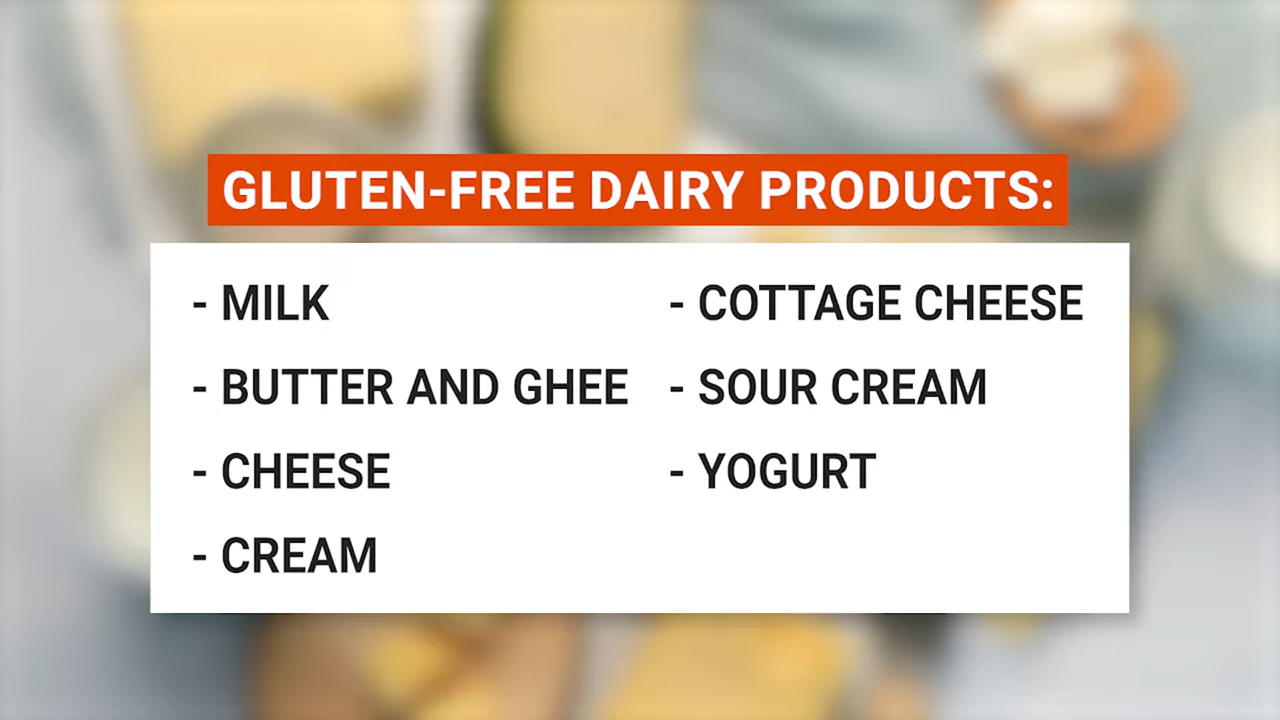 GLUTEN-FREE DAIRY PRODUCTS:
- MILK
- BUTTER AND GHEE
- CHEESE
- CREAM
- COTTAGE CHEESE
- SOUR CREAM
- YOGURT